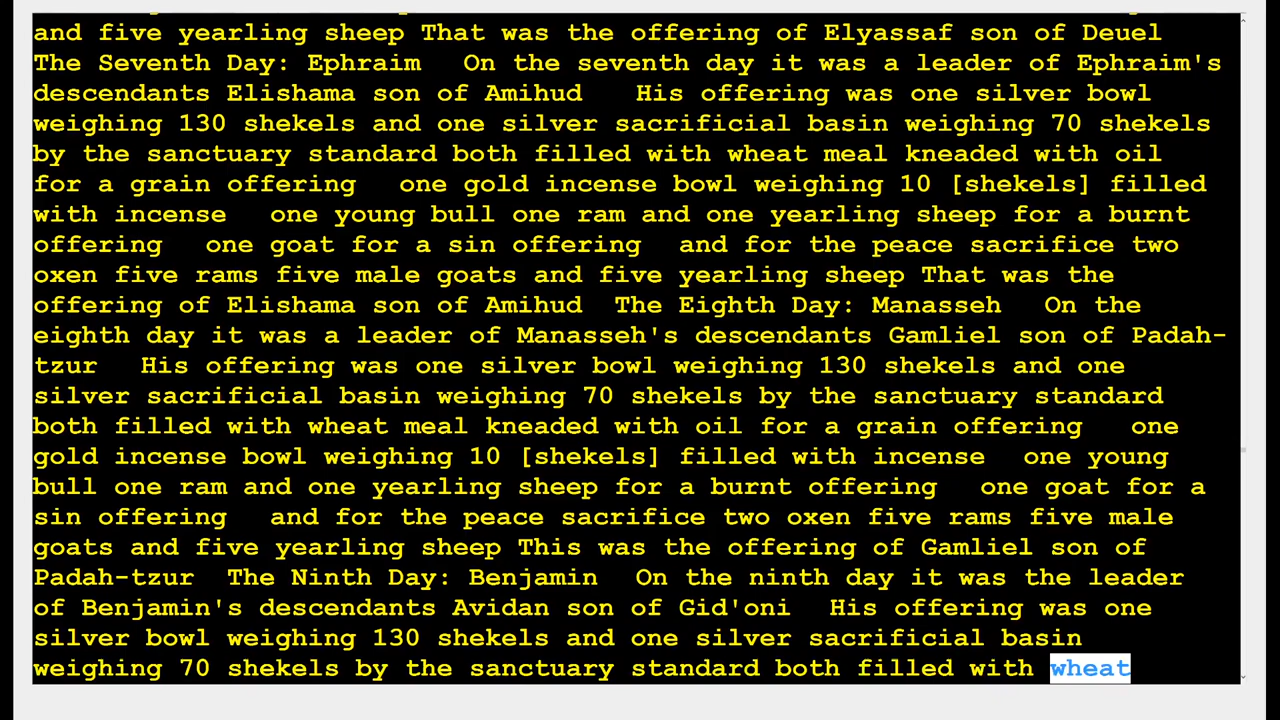 and five yearling sheep That was the offering of Elyassaf son of Deuel
The Seventh Day: Ephraim On the seventh day it was a leader of Ephraim's
descendants Elishama son of Amihud His offering was one silver bowl
weighing 130 shekels and one silver sacrificial basin weighing 70 shekels
by the sanctuary standard both filled with wheat meal kneaded with oil
for a grain offering one gold incense bowl weighing 10 [shekels] filled
with incense one young bull one ram and one yearling sheep for a burnt
offering one goat for a sin offering and for the peace sacrifice two
oxen five rams five male goats and five yearling sheep That was the
offering of Elishama son of Amihud The Eighth Day: Manasseh On the
eighth day it was a leader of Manasseh's descendants Gamliel son of Padah-
tzur His offering was one silver bowl weighing 130 shekels and one
silver sacrificial basin weighing 70 shekels by the sanctuary standard
both filled with wheat meal kneaded with oil for a grain offering one
gold incense bowl weighing 10 [shekels] filled with incense one young
bull one ram and one yearling sheep for a burnt offering one goat for a
sin offering and for the peace sacrifice two oxen five rams five male
goats and five yearling sheep This was the offering of Gamliel son of
Padah-tzur The Ninth Day: Benjamin On the ninth day it was the leader
of Benjamin's descendants Avidan son of Gid'oni His offering was one
silver bowl weighing 130 shekels and one silver sacrificial basin
weighing 70 shekels by the sanctuary standard both filled with wheat